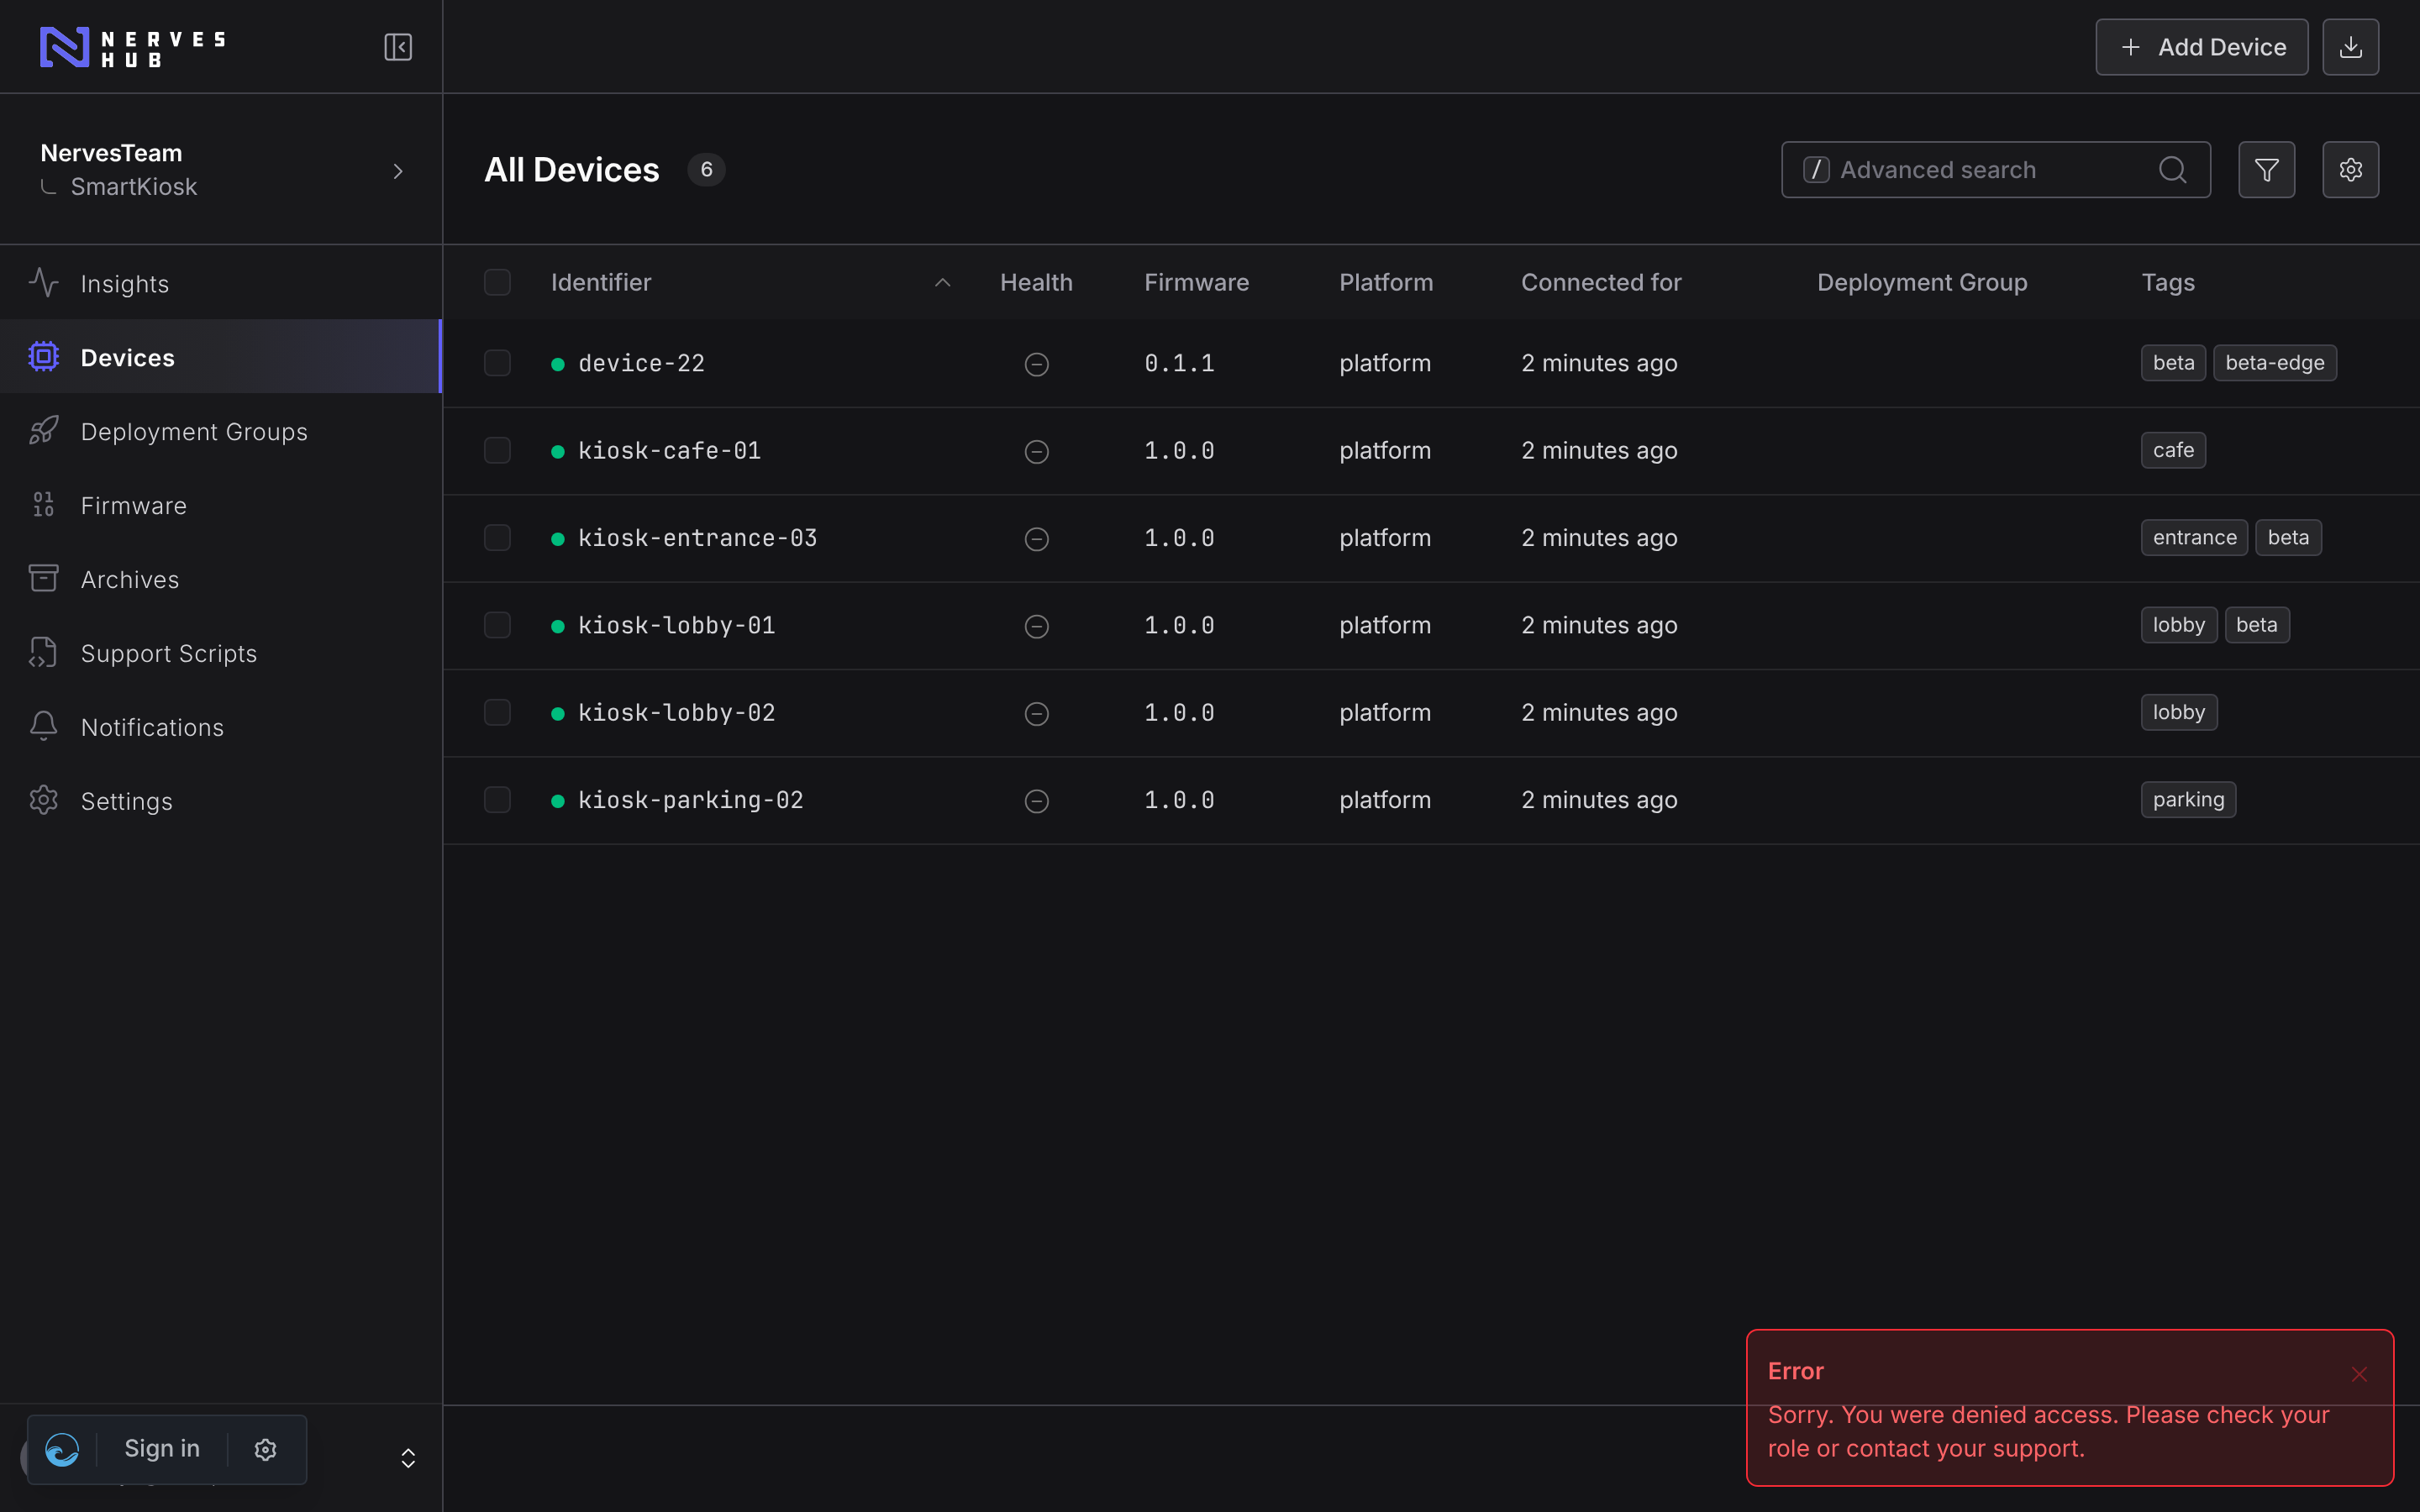 NERVES
HUB
Add Device
NervesTeam
SmartKiosk
All Devices 6
/ Advanced search
Insights
Devices
Deployment Groups
Firmware
Archives
Support Scripts
Notifications
Settings
Identifier Health Firmware Platform Connected for Deployment Group Tags
device-22 0.1.1 platform 2 minutes ago beta beta-edge
kiosk-cafe-01 1.0.0 platform 2 minutes ago cafe
kiosk-entrance-03 1.0.0 platform 2 minutes ago entrance beta
kiosk-lobby-01 1.0.0 platform 2 minutes ago lobby beta
kiosk-lobby-02 1.0.0 platform 2 minutes ago lobby
kiosk-parking-02 1.0.0 platform 2 minutes ago parking
Sign in
Error
Sorry. You were denied access. Please check your
role or contact your support.